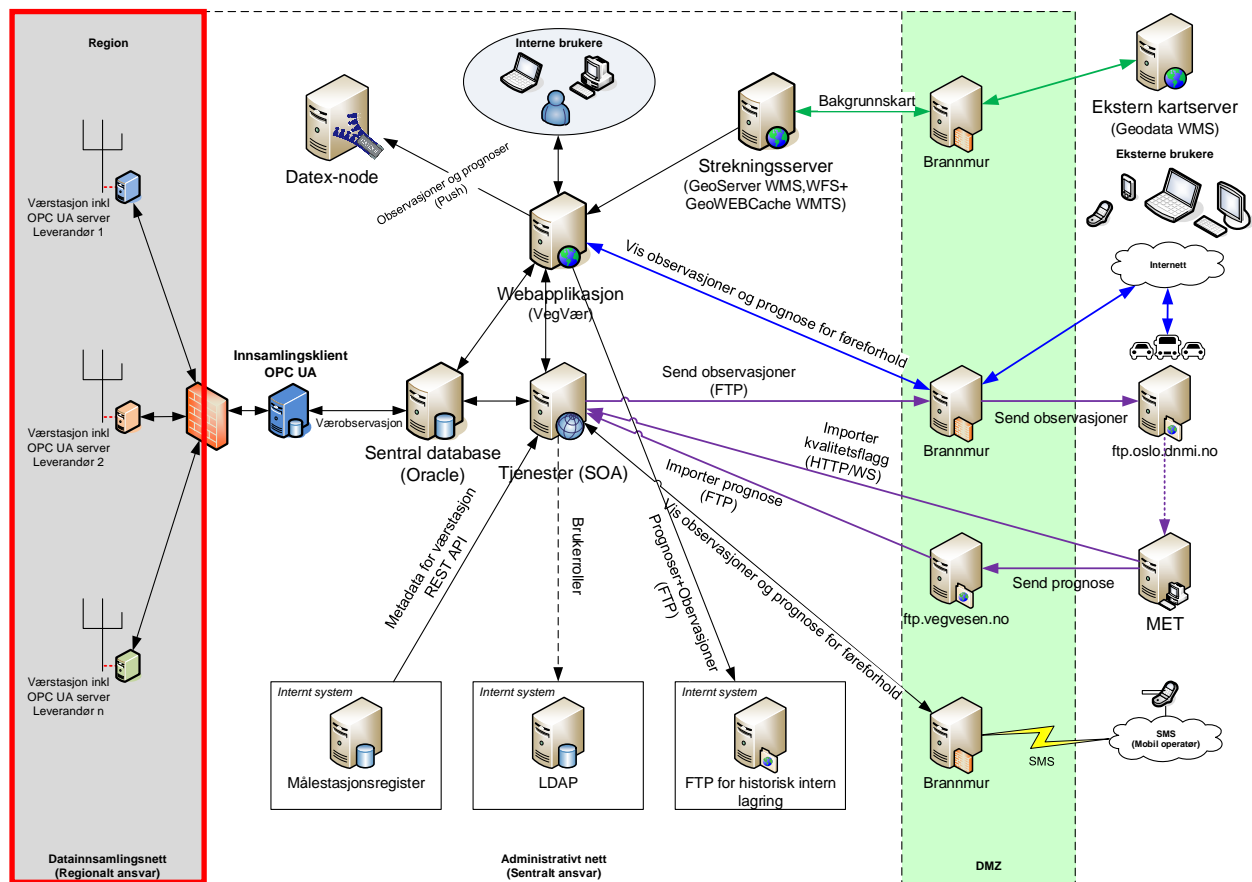 Region
Værstasjon inkl
OPC UA server
Leverandør 1
Værstasjon inkl
OPC UA server
Leverandør 2
Værstasjon inkl
OPC UA server
Leverandør n
Datainnsamlingsnett
(Regionalt ansvar)
Innsamlingsklient
OPC UA
Værobservasjon
Sentral database
(Oracle)
Datex-node
Observasjoner og prognoser
(Push)
Interne brukere
Webapplikasjon
(VegVær)
Tjenester (SOA)
Strekningsserver
(GeoServer WMS,WFS+
GeoWEBCache WMTS)
Bakgrunnskart
Brannmur
Ekstern kartserver
(Geodata WMS)
Eksterne brukere
Internett
Vis observasjoner og prognose for føreforhold
Send observasjoner
(FTP)
Brannmur
Send observasjoner
ftp.oslo.dnmi.no
Importer
kvalitetsflagg
(HTTP/WS)
Importer prognose
(FTP)
ftp.vegvesen.no
Send prognose
MET
Vis observasjoner og prognose for føreforhold
Prognoser+Obervasjoner
(FTP)
Brukerroller
Metadata for værstasjon
REST API
Internt system
Målestasjonsregister
Internt system
LDAP
Internt system
FTP for historisk intern
lagring
Brannmur
SMS
SMS
(Mobil operatør)
Administrativt nett
(Sentralt ansvar)
DMZ